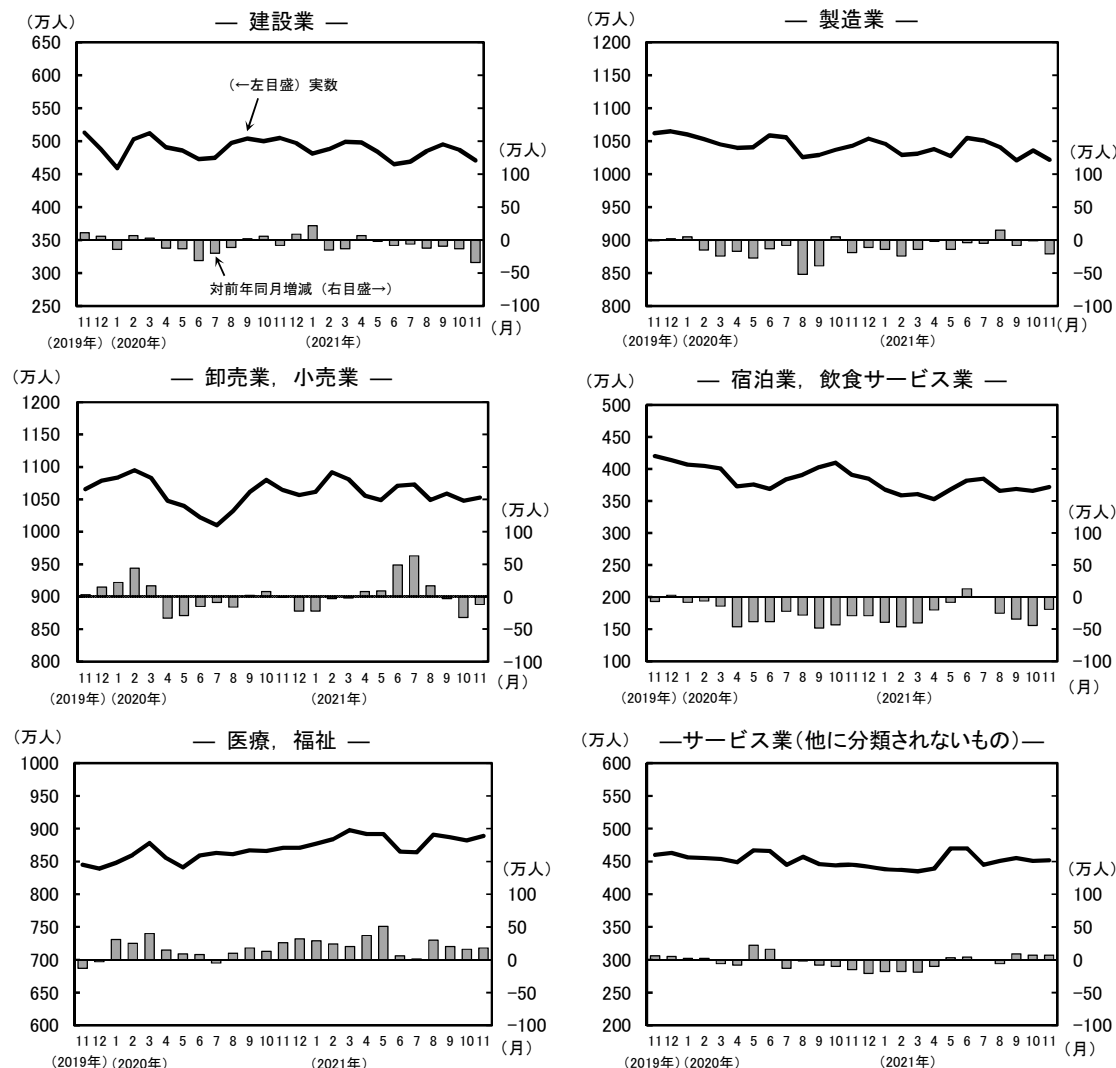 (万人)
― 建設業 ―
650
600
550
500
450
400
350
300
250
(←左目盛) 実数
対前年同月増減 (右目盛→)
(万人)
100
50
0
-50
-100
11 12 1 2 3 4 5 6 7 8 9 10 11 12 1 2 3 4 5 6 7 8 9 10 11
(月)
(2019年) (2020年) (2021年)
(万人)
― 製造業 ―
1200
1150
1100
1050
1000
950
900
850
800
(万人)
100
50
0
-50
-100
11 12 1 2 3 4 5 6 7 8 9 10 11 12 1 2 3 4 5 6 7 8 9 10 11
(月)
(2019年) (2020年) (2021年)
(万人)
― 卸売業，小売業 ―
1200
1150
1100
1050
1000
950
900
850
800
(万人)
100
50
0
-50
-100
11 12 1 2 3 4 5 6 7 8 9 10 11 12 1 2 3 4 5 6 7 8 9 10 11
(月)
(2019年) (2020年) (2021年)
(万人)
― 宿泊業，飲食サービス業 ―
500
450
400
350
300
250
200
150
100
(万人)
100
50
0
-50
-100
11 12 1 2 3 4 5 6 7 8 9 10 11 12 1 2 3 4 5 6 7 8 9 10 11
(月)
(2019年) (2020年) (2021年)
(万人)
― 医療，福祉 ―
1000
950
900
850
800
750
700
650
600
(万人)
100
50
0
-50
-100
11 12 1 2 3 4 5 6 7 8 9 10 11 12 1 2 3 4 5 6 7 8 9 10 11
(月)
(2019年) (2020年) (2021年)
(万人)
―サービス業(他に分類されないもの)―
600
550
500
450
400
350
300
250
200
(万人)
100
50
0
-50
-100
11 12 1 2 3 4 5 6 7 8 9 10 11 12 1 2 3 4 5 6 7 8 9 10 11
(月)
(2019年) (2020年) (2021年)